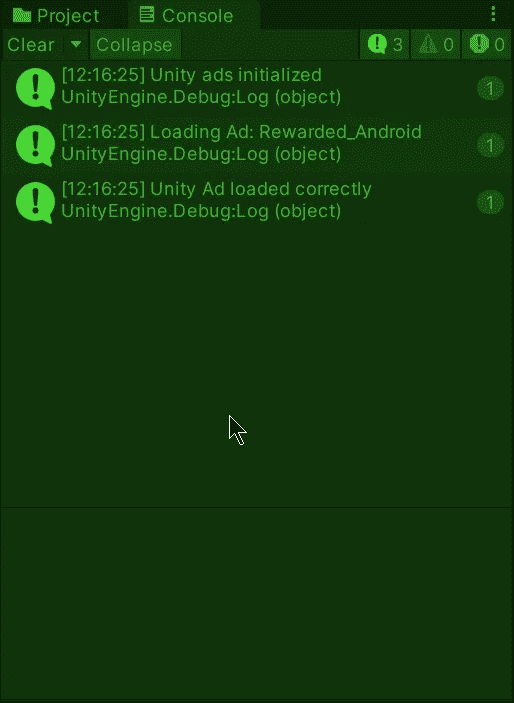 Project Console
Clear Collapse 3 0 0
[12:16:25] Unity ads initialized
UnityEngine.Debug:Log (object)
1
[12:16:25] Loading Ad: Rewarded_Android
UnityEngine.Debug:Log (object)
1
[12:16:25] Unity Ad loaded correctly
UnityEngine.Debug:Log (object)
1